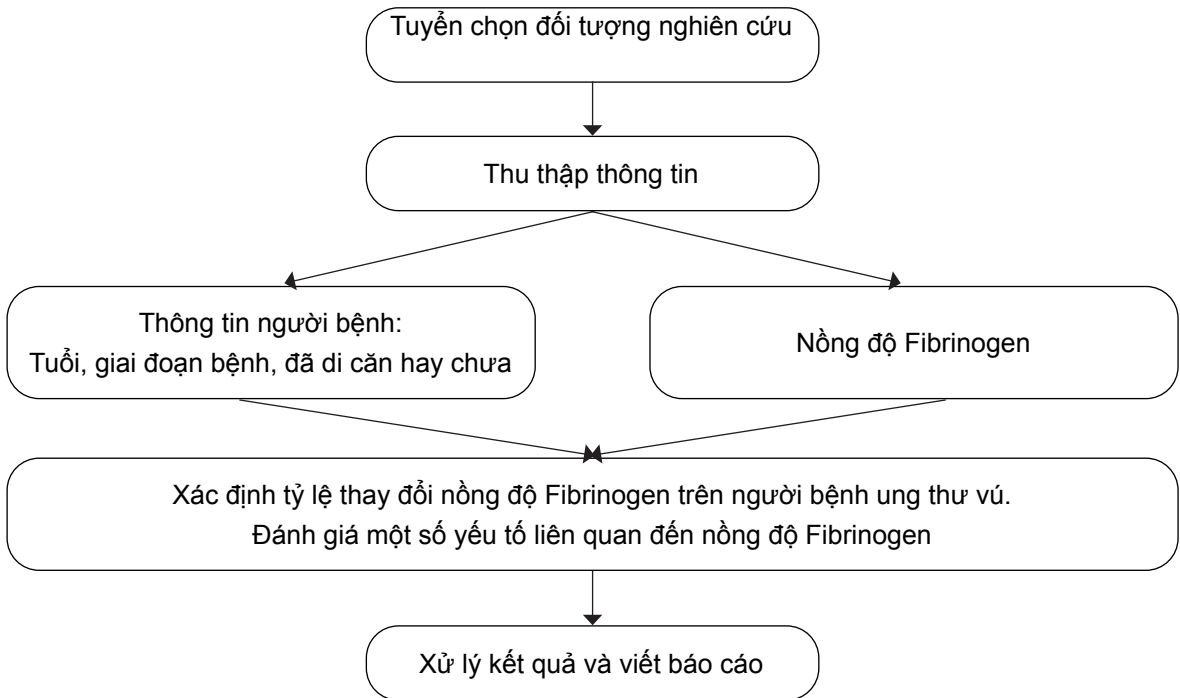 Tuyển chọn đối tượng nghiên cứu
Thu thập thông tin
Thông tin người bệnh:
Tuổi, giai đoạn bệnh, đã di căn hay chưa
Nồng độ Fibrinogen
Xác định tỷ lệ thay đổi nồng độ Fibrinogen trên người bệnh ung thư vú.
Đánh giá một số yếu tố liên quan đến nồng độ Fibrinogen
Xử lý kết quả và viết báo cáo